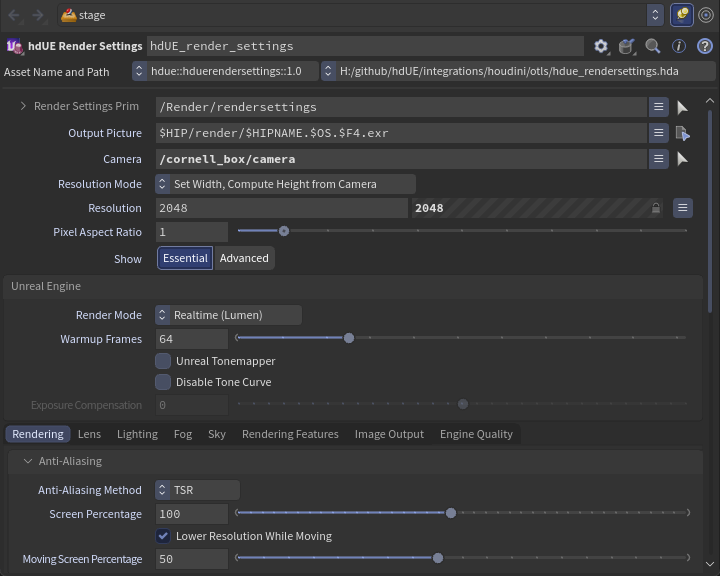 stage
hdUE Render Settings hdUE_render_settings
Asset Name and Path hdue::hduerendersettings::1.0 H:/github/hdUE/integrations/houdini/otls/hdue_rendersettings.hda
Render Settings Prim /Render/rendersettings
Output Picture $HIP/render/$HIPNAME.$OS.$F4.exr
Camera /cornell_box/camera
Resolution Mode Set Width, Compute Height from Camera
Resolution 2048 2048
Pixel Aspect Ratio 1
Show Essential Advanced
Unreal Engine
Render Mode Realtime (Lumen)
Warmup Frames 64
Unreal Tonemapper
Disable Tone Curve
Exposure Compensation 0
Rendering Lens Lighting Fog Sky Rendering Features Image Output Engine Quality
Anti-Aliasing
Anti-Aliasing Method TSR
Screen Percentage 100
Lower Resolution While Moving
Moving Screen Percentage 50